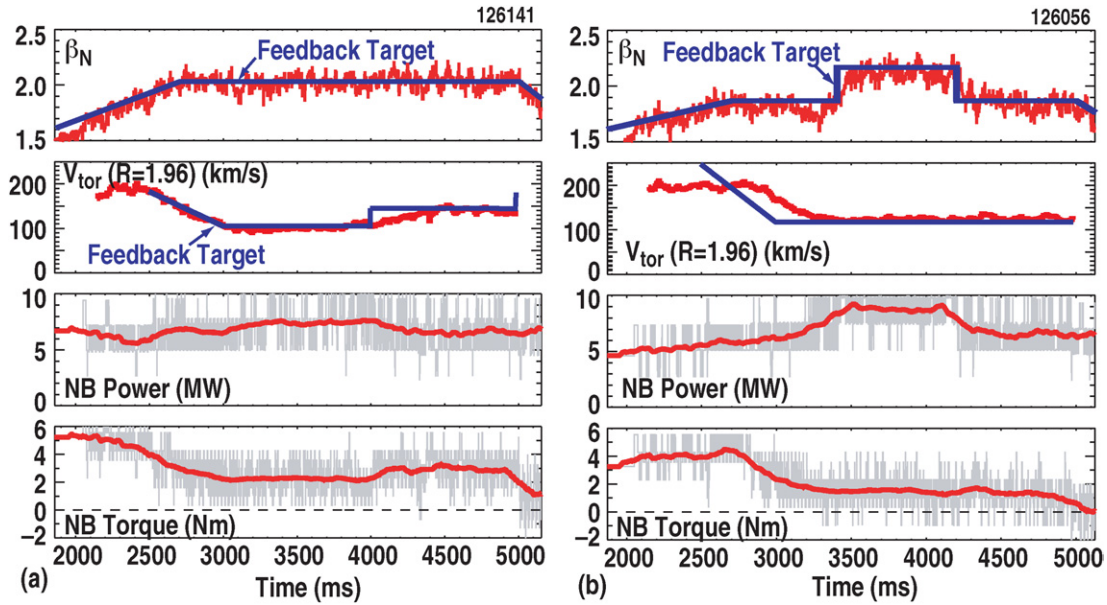 126141
2.5
β_N
Feedback Target
2.0
1.5
V_tor (R=1.96) (km/s)
200
100
Feedback Target
0
10
5
NB Power (MW)
0
6
4
2
0
NB Torque (Nm)
−2
2000 2500 3000 3500 4000 4500 5000
(a)
Time (ms)
126056
2.5
β_N
Feedback Target
2.0
1.5
200
100
V_tor (R=1.96) (km/s)
0
10
5
NB Power (MW)
0
6
4
2
0
NB Torque (Nm)
−2
2000 2500 3000 3500 4000 4500 5000
(b)
Time (ms)